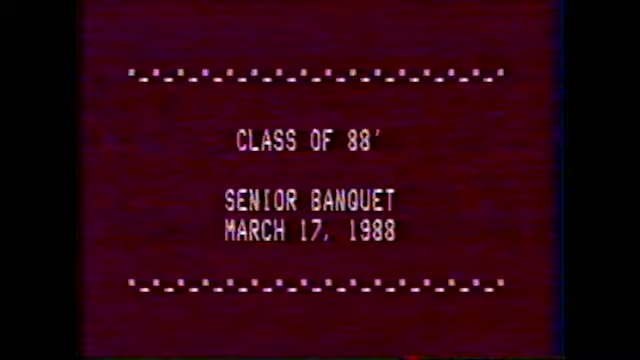 CLASS OF 88'
SENIOR BANQUET
MARCH 17, 1988